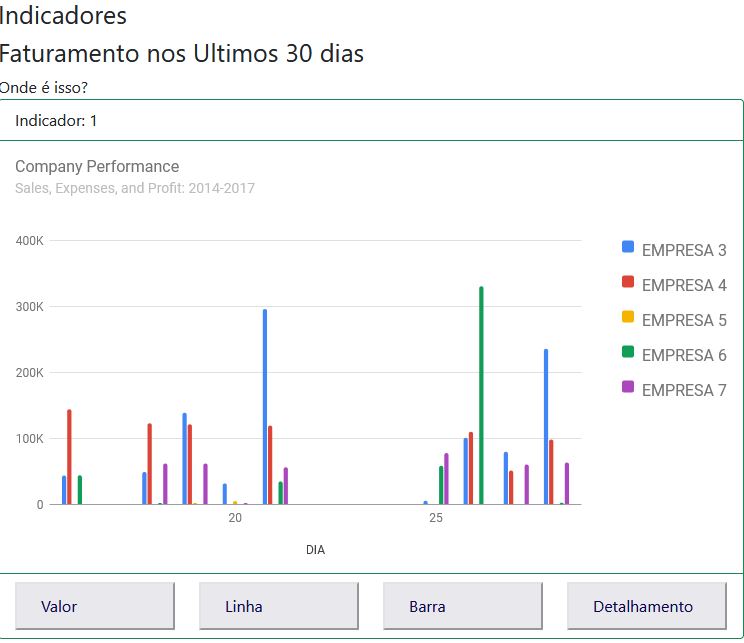 Indicadores
Faturamento nos Ultimos 30 dias
Onde é isso?
Indicador: 1
Company Performance
Sales, Expenses, and Profit: 2014-2017
400K
300K
200K
100K
0
20
25
DIA
EMPRESA 3
EMPRESA 4
EMPRESA 5
EMPRESA 6
EMPRESA 7
Valor
Linha
Barra
Detalhamento